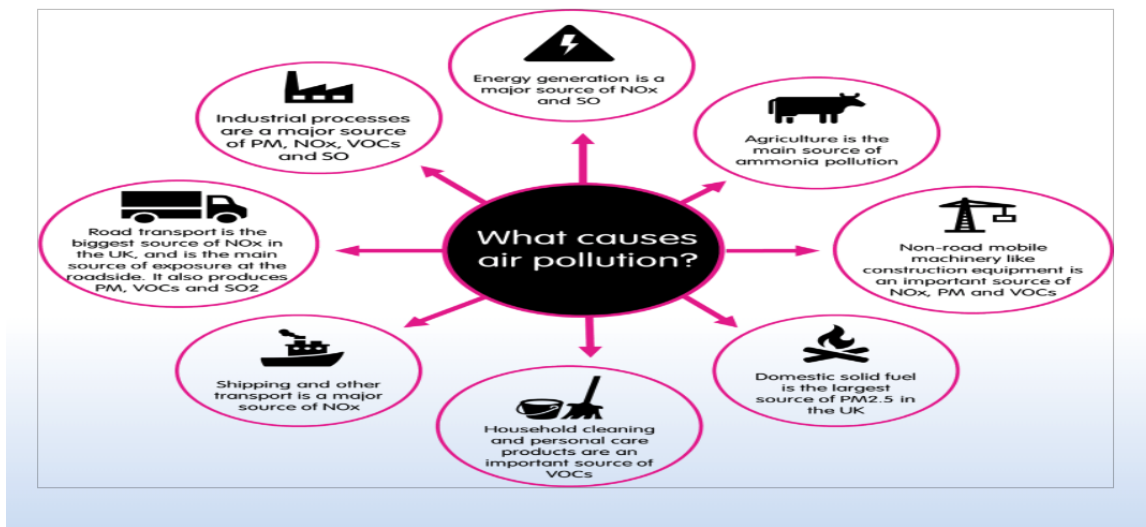 Energy generation is a
major source of NOx
and SO
Industrial processes
are a major source
of PM, NOx, VOCs
and SO
Agriculture is the
main source of
ammonia pollution
Road transport is the
biggest source of NOx in
the UK, and is the main
source of exposure at the
roadside. It also produces
PM, VOCs and SO2
What causes
air pollution?
Non-road mobile
machinery like
construction equipment is
an important source of
NOx, PM and VOCs
Shipping and other
transport is a major
source of NOx
Domestic solid fuel
is the largest
source of PM2.5 in
the UK
Household cleaning
and personal care
products are an
important source of
VOCs